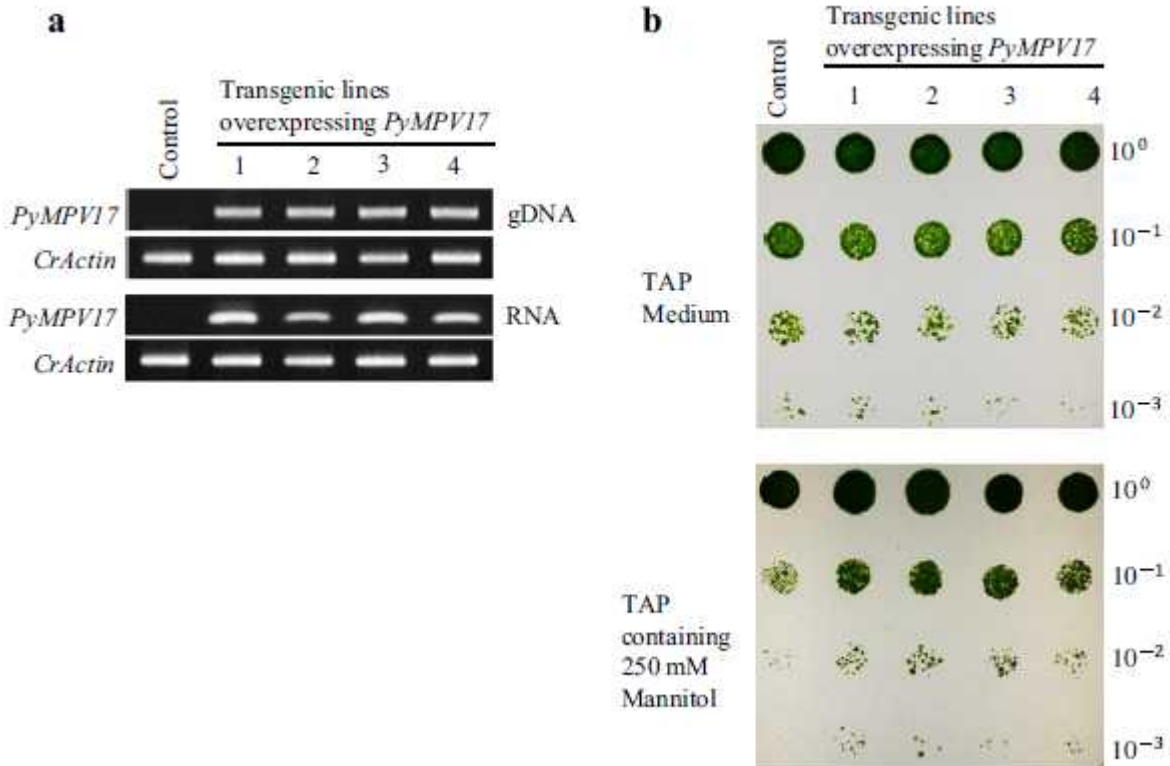 a
Control
Transgenic lines
overexpressing PyMPV17
1 2 3 4
PyMPV17
gDNA
CrActin
PyMPV17
RNA
CrActin
b
Control
Transgenic lines
overexpressing PyMPV17
1 2 3 4
TAP
Medium
10⁰
10⁻¹
10⁻²
10⁻³
TAP
containing
250 mM
Mannitol
10⁰
10⁻¹
10⁻²
10⁻³